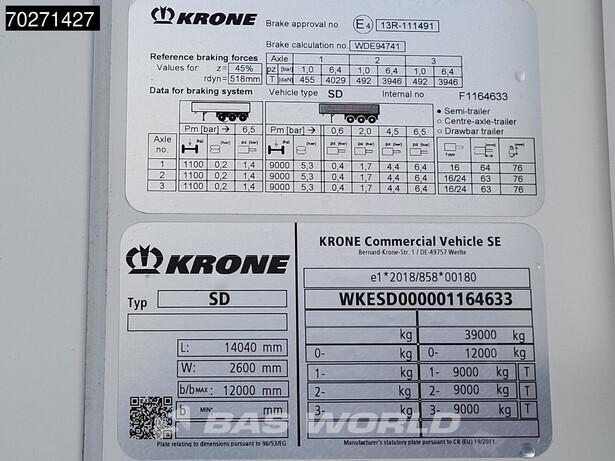 70271427
KRONE
Brake approval no E4 13R-111491
Brake calculation no. WDE94741
Reference braking forces
Values for: z = 45%
rdyn = 518mm
Axle 1 2 3
pz [bar] 1,0 6,4 1,0 6,4 1,0 6,4
T [daN] 455 4029 492 3946 492 3946
Data for braking system
Vehicle type SD Internal no F1164633
Semi-trailer
Centre-axle-trailer
Drawbar trailer
Pm [bar] → 6,5 Pm [bar] → 0,6 2,0 4,5 6,5
Axle no.
1 1100 0,2 1,4 9000 5,3 0,4 1,7 4,4 6,4 16 64 76
2 1100 0,2 1,4 9000 5,3 0,4 1,7 4,4 6,4 16/24 63 76
3 1100 0,2 1,4 9000 5,3 0,4 1,7 4,4 6,4 16/24 63 76
KRONE
KRONE Commercial Vehicle SE
Bernard-Krone-Str. 1 / DE-49757 Werlte
e1*2018/858*00180
Typ SD
WKESD000001164633
L: 14040 mm
W: 2600 mm
b/b MAX: 12000 mm
b MIN: mm
kg 39000 kg
0- kg 0- 12000 kg
1- kg 1- 9000 kg T
2- kg 2- 9000 kg T
3- kg 3- 9000 kg T
Plate relating to dimensions pursuant to 96/53/EG
Manufacturer's statutory plate pursuant to CR (EU) 19/2011
BAS WORLD